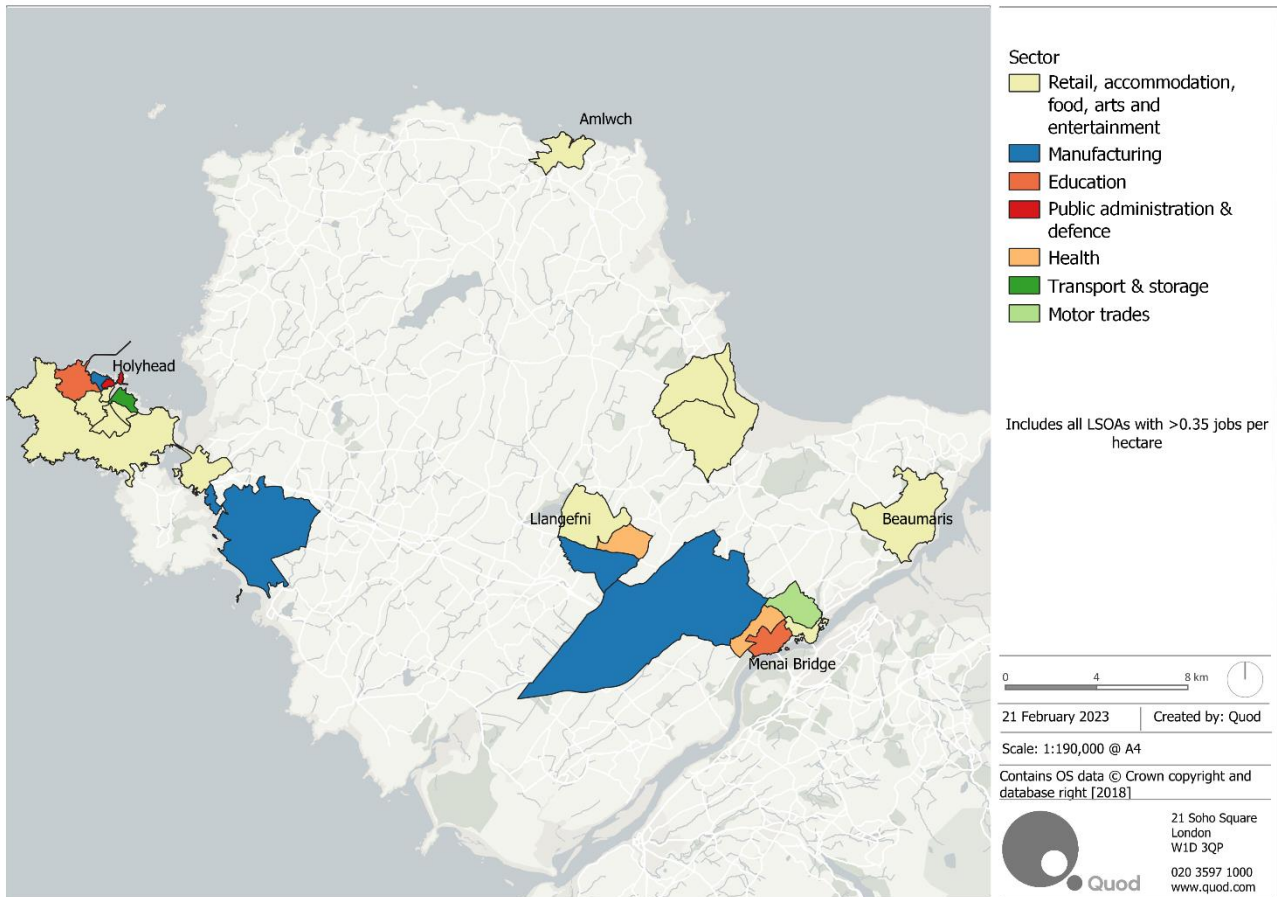 Amlwch
Holyhead
Llangefni
Beaumaris
Menai Bridge
Sector
Retail, accommodation,
food, arts and
entertainment
Manufacturing
Education
Public administration &
defence
Health
Transport & storage
Motor trades
Includes all LSOAs with >0.35 jobs per
hectare
0 4 8 km
21 February 2023 Created by: Quod
Scale: 1:190,000 @ A4
Contains OS data © Crown copyright and
database right [2018]
21 Soho Square
London
W1D 3QP
020 3597 1000
www.quod.com
Quod